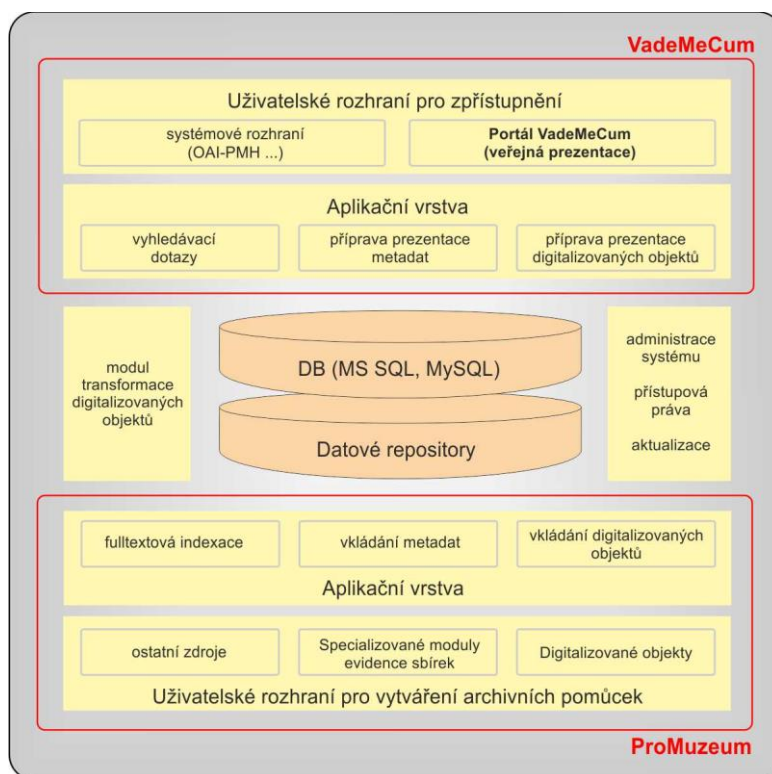 VadeMeCum
Uživatelské rozhraní pro zpřístupnění
systémové rozhraní
(OAI-PMH ...)
Portál VadeMeCum
(veřejná prezentace)
Aplikační vrstva
vyhledávací
dotazy
příprava prezentace
metadat
příprava prezentace
digitalizovaných objektů
modul
transformace
digitalizovaných
objektů
DB (MS SQL, MySQL)
Datové repository
administrace
systému
přístupová
práva
aktualizace
fulltextová indexace
vkládání metadat
vkládání digitalizovaných
objektů
Aplikační vrstva
ostatní zdroje
Specializované moduly
evidence sbírek
Digitalizované objekty
Uživatelské rozhraní pro vytváření archivních pomůcek
ProMuzeum